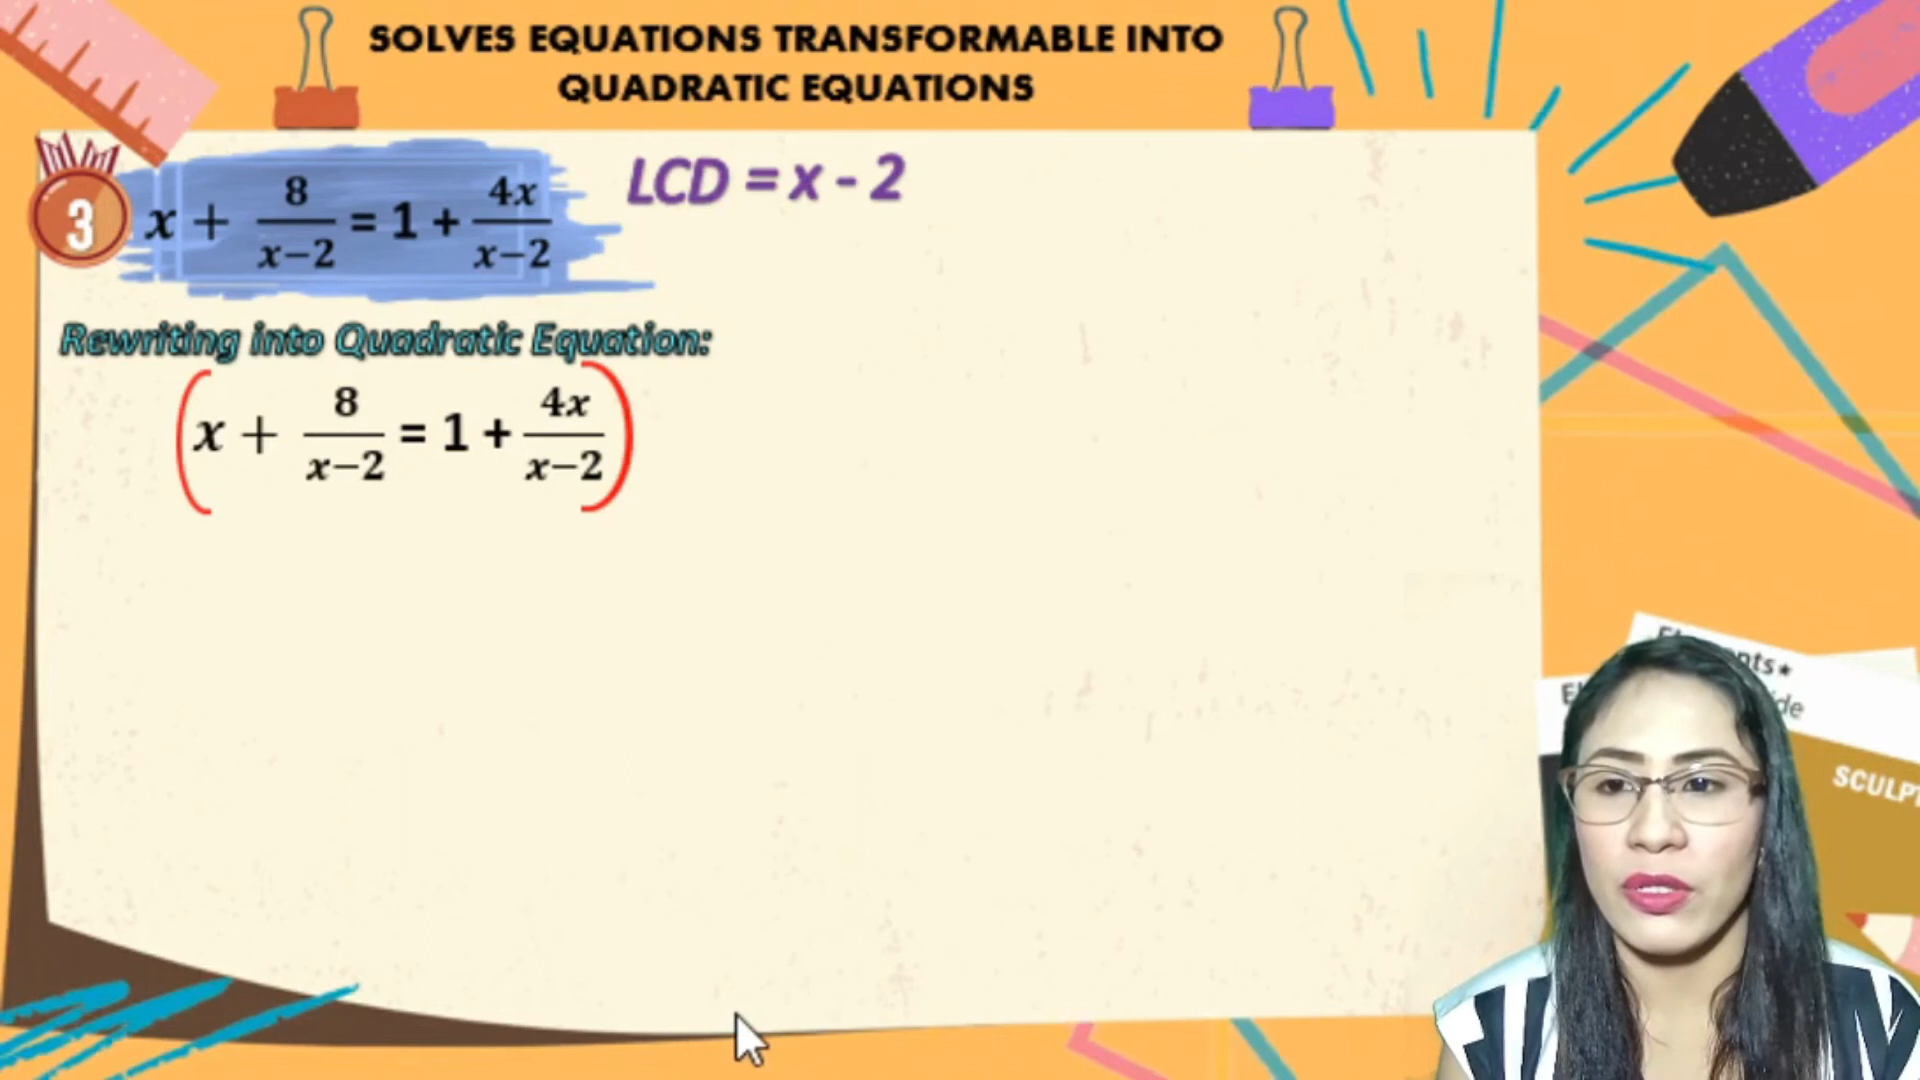 SOLVES EQUATIONS TRANSFORMABLE INTO
QUADRATIC EQUATIONS
3
x + 8/(x−2) = 1 + 4x/(x−2)
LCD = x - 2
Rewriting into Quadratic Equation:
(x + 8/(x−2) = 1 + 4x/(x−2))
SCULPT